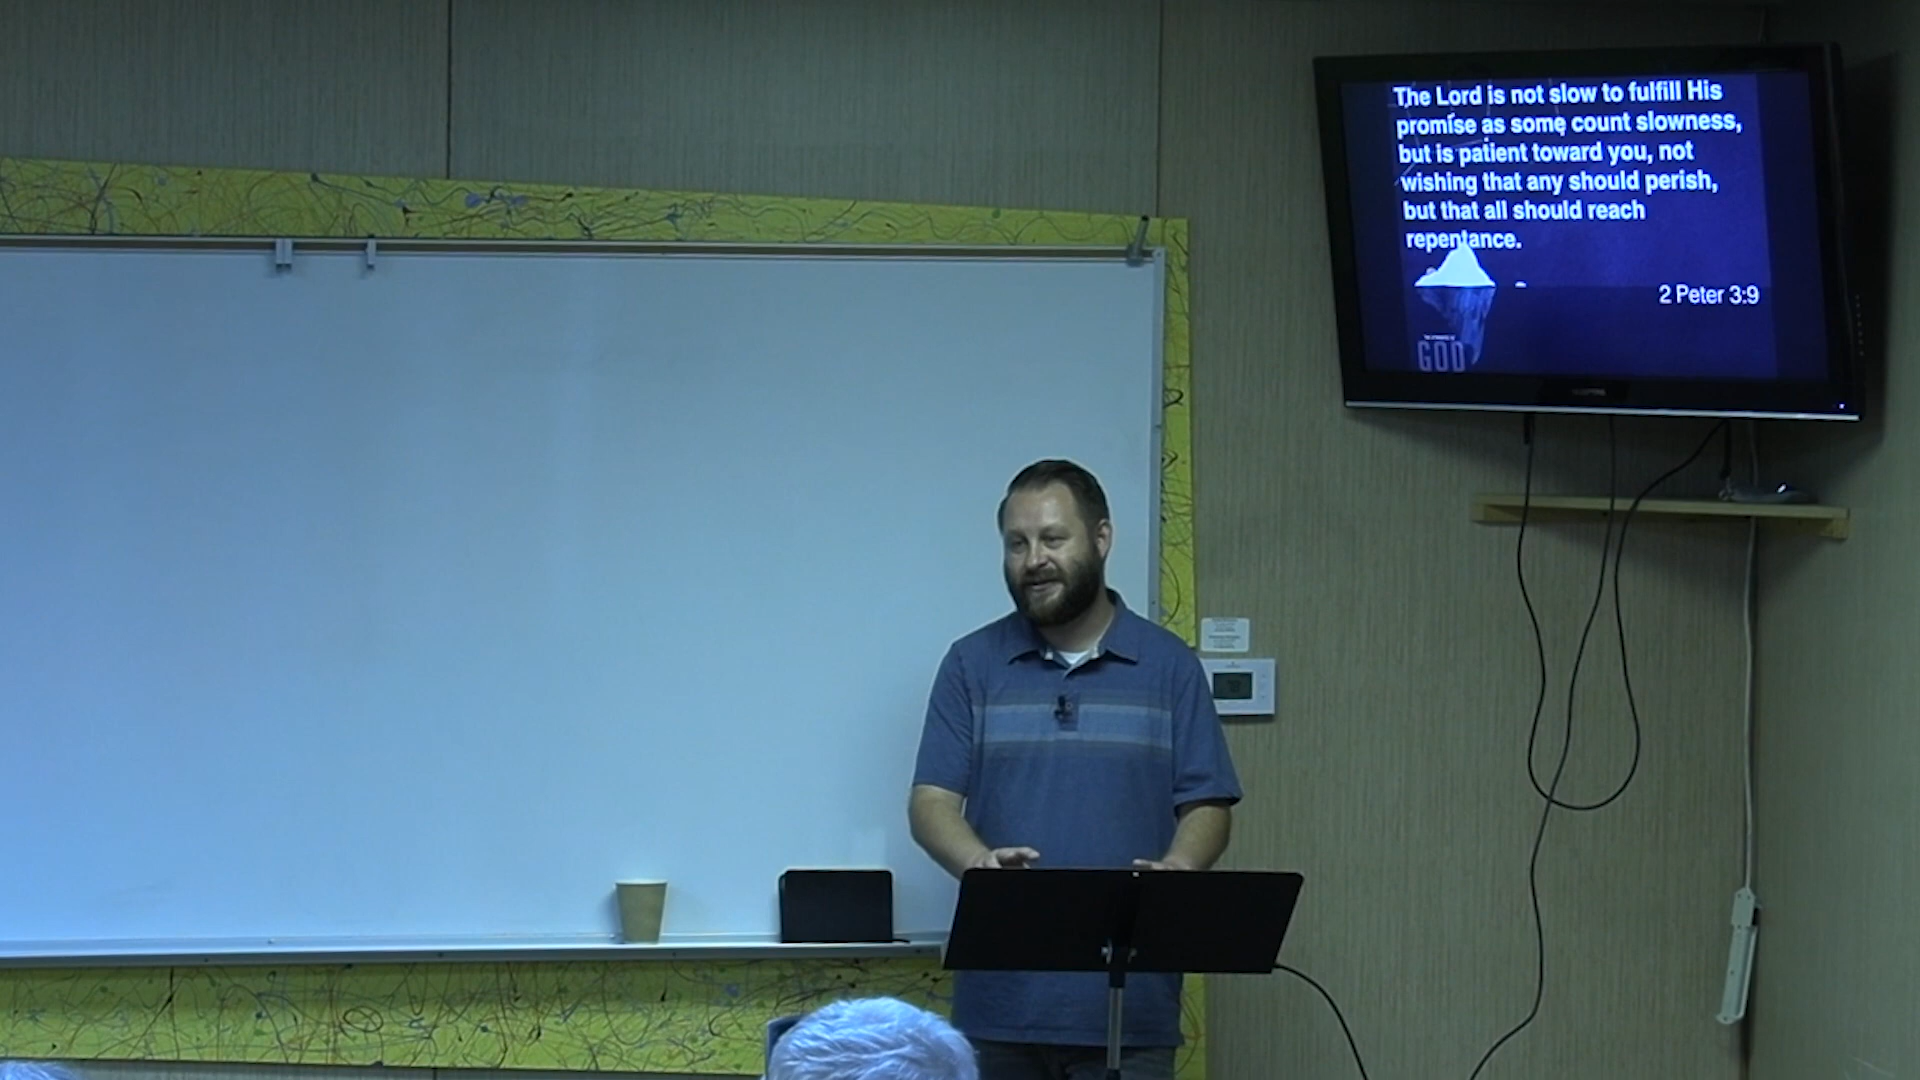 The Lord is not slow to fulfill His
promise as some count slowness,
but is patient toward you, not
wishing that any should perish,
but that all should reach
repentance.
2 Peter 3:9
GOD